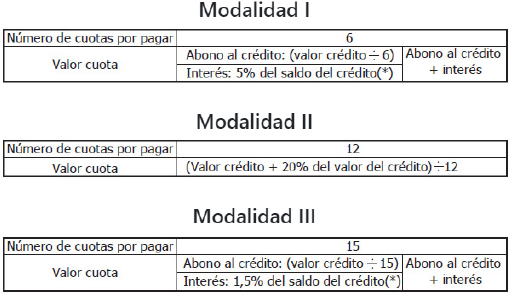 Modalidad I
Número de cuotas por pagar 6
Valor cuota
Abono al crédito: (valor crédito ÷ 6)
Interés: 5% del saldo del crédito(*)
Abono al crédito
+ interés
Modalidad II
Número de cuotas por pagar 12
Valor cuota (Valor crédito + 20% del valor del crédito)÷12
Modalidad III
Número de cuotas por pagar 15
Valor cuota
Abono al crédito: (valor crédito ÷ 15)
Interés: 1,5% del saldo del crédito(*)
Abono al crédito
+ interés